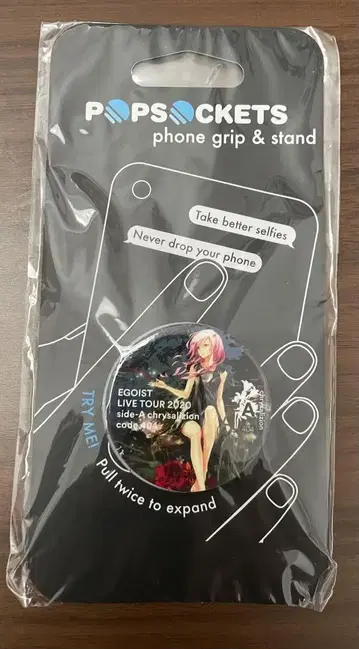 POPSOCKETS
phone grip & stand
Take better selfies
Never drop your phone
EGOIST
LIVE TOUR 2020
side-A chrysalizion
code:404
A
TRY ME!
Pull twice to expand